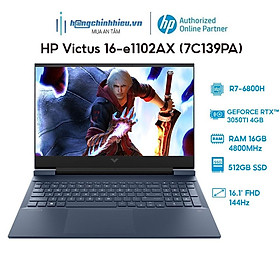 hàngchínhhiệu.vn
MUA AN TÂM
hp
Authorized
Online Partner
HP Victus 16-e1102AX (7C139PA)
R7-6800H
GEFORCE RTX™
3050TI 4GB
RAM 16GB
4800MHz
512GB SSD
16.1' FHD
144Hz